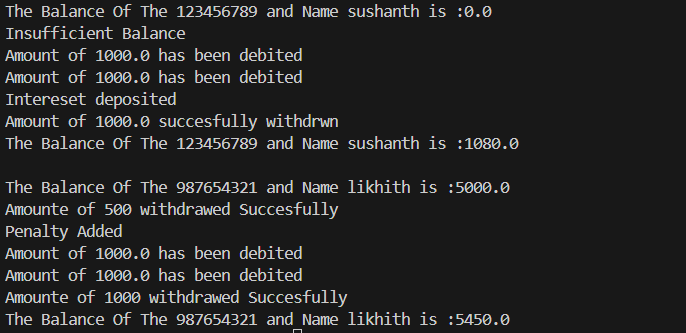 The Balance Of The 123456789 and Name sushanth is :0.0
Insufficient Balance
Amount of 1000.0 has been debited
Amount of 1000.0 has been debited
Intereset deposited
Amount of 1000.0 succesfully withdrwn
The Balance Of The 123456789 and Name sushanth is :1080.0
The Balance Of The 987654321 and Name likhith is :5000.0
Amounte of 500 withdrawed Succesfully
Penalty Added
Amount of 1000.0 has been debited
Amount of 1000.0 has been debited
Amounte of 1000 withdrawed Succesfully
The Balance Of The 987654321 and Name likhith is :5450.0